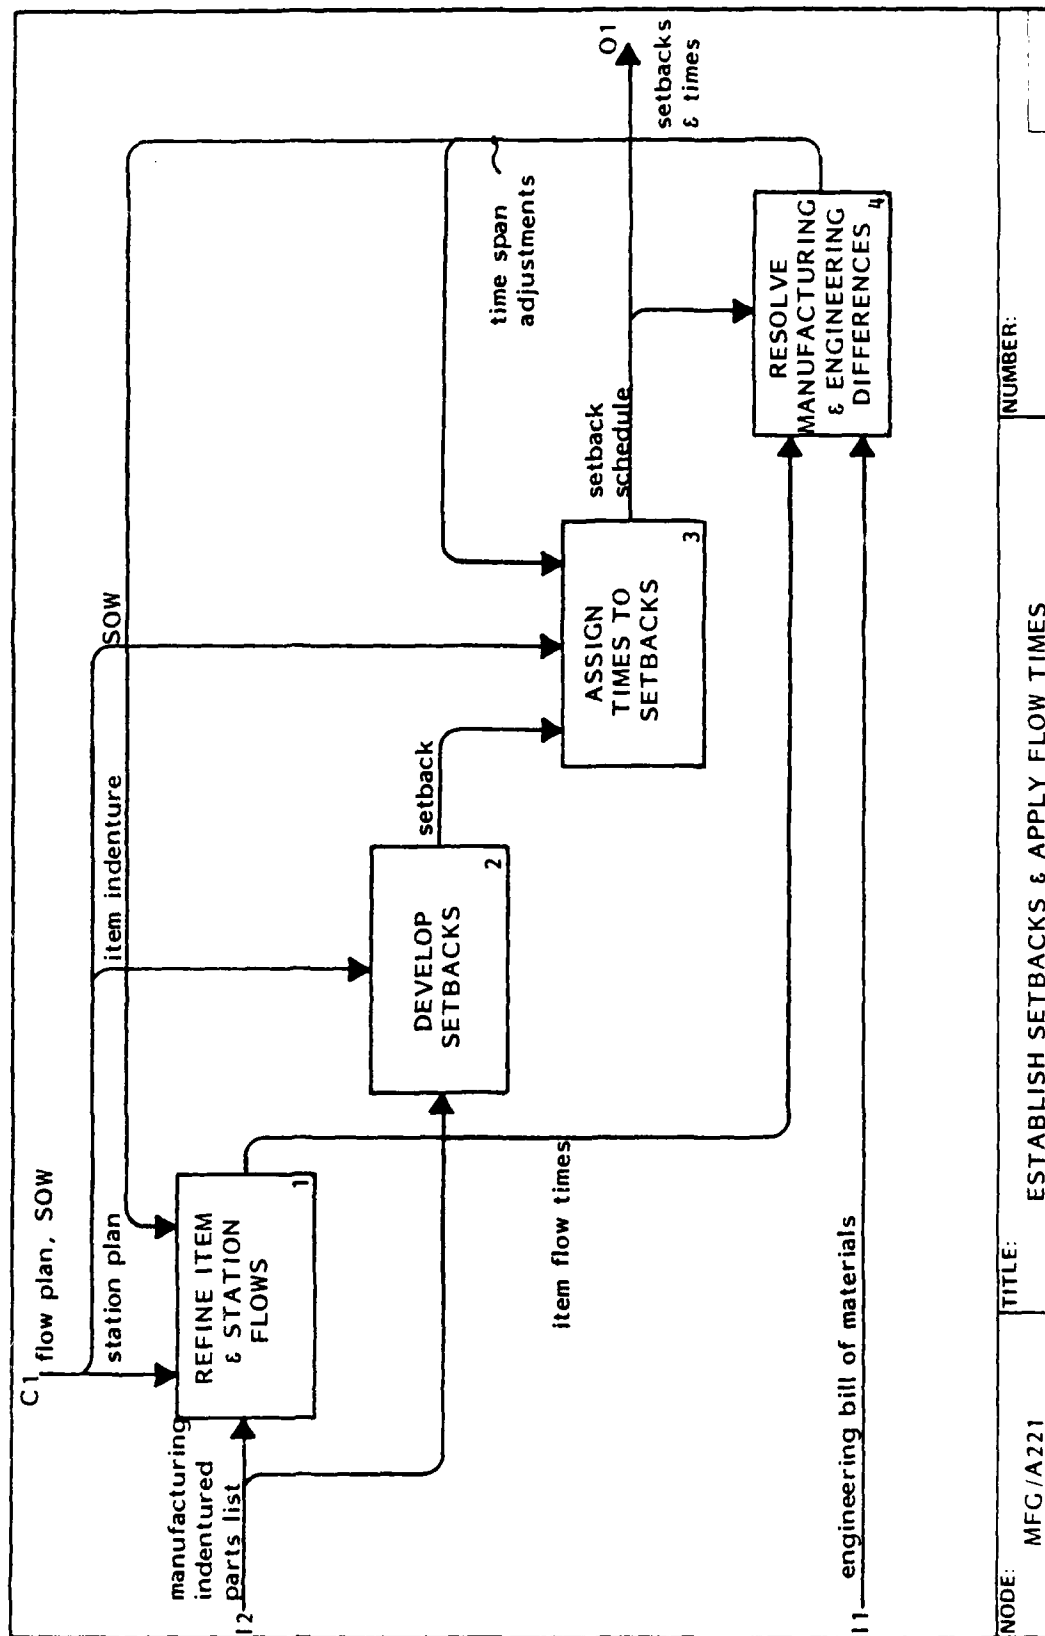 C1
flow plan, SOW
station plan
item indenture
SOW
manufacturing
indentured
parts list
I2
REFINE ITEM
& STATION
FLOWS
1
DEVELOP
SETBACKS
2
setback
ASSIGN
TIMES TO
SETBACKS
3
setback
schedule
time span
adjustments
O1
setbacks
& times
item flow times
RESOLVE
MANUFACTURING
& ENGINEERING
DIFFERENCES
4
I1
engineering bill of materials
NODE:
MFG/A221
TITLE:
ESTABLISH SETBACKS & APPLY FLOW TIMES
NUMBER: